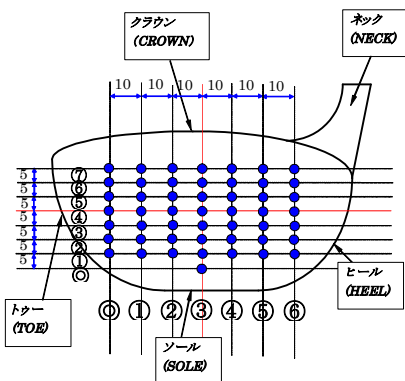 クラウン
(CROWN)
ネック
(NECK)
10 10 10 10 10 10
5 ⑦
5 ⑥
5 ⑤
5 ④
5 ③
5 ②
5 ①
⓪
トゥー
(TOE)
ヒール
(HEEL)
⓪ ① ② ③ ④ ⑤ ⑥
ソール
(SOLE)